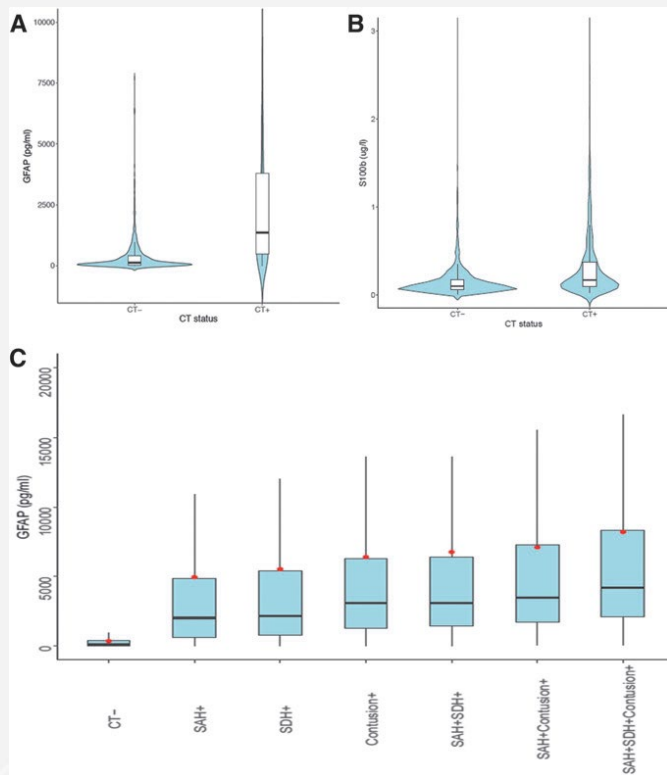 A
10000
7500
5000
2500
0
GFAP (pg/ml)
CT−
CT+
CT status
B
3
2
1
0
S100b (ug/l)
CT−
CT+
CT status
C
20000
15000
10000
5000
0
GFAP (pg/ml)
CT−
SAH+
SDH+
Contusion+
SAH+SDH+
SAH+Contusion+
SAH+SDH+Contusion+